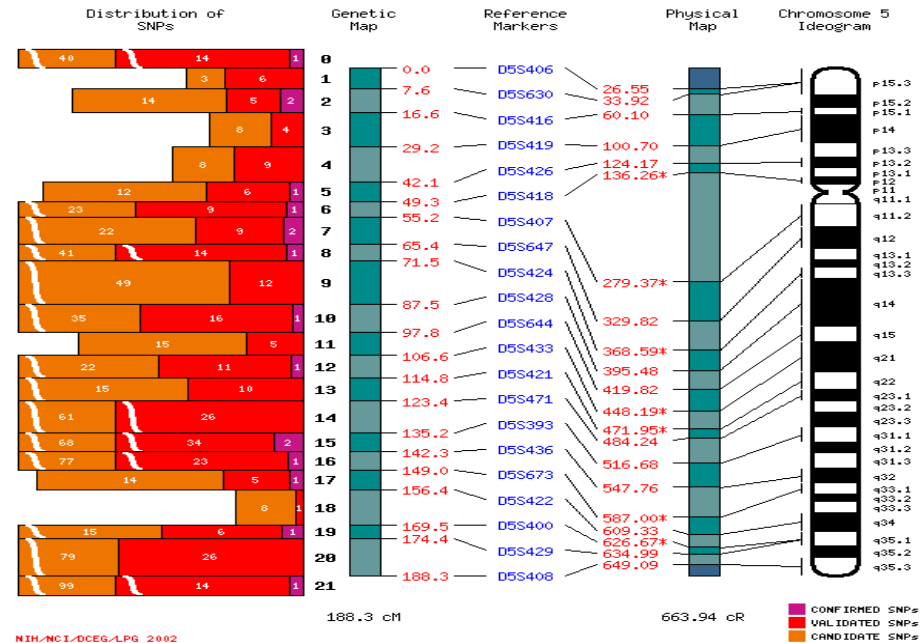 Distribution of SNPs
Genetic Map
Reference Markers
Physical Map
Chromosome 5 Ideogram
40 14 1 0
3 6 1
14 5 2 2
8 4 3
8 9 4
12 6 1 5
23 9 1 6
22 9 2 7
41 14 1 8
49 12 9
35 16 1 10
15 5 11
22 11 1 12
15 10 13
61 26 14
68 34 2 15
77 23 1 16
14 5 1 17
8 1 18
15 6 1 19
79 26 20
99 14 1 21
0.0
7.6
16.6
29.2
42.1
49.3
55.2
65.4
71.5
87.5
97.8
106.6
114.8
123.4
135.2
142.3
149.0
156.4
169.5
174.4
188.3
D5S406
D5S630
D5S416
D5S419
D5S426
D5S418
D5S407
D5S647
D5S424
D5S428
D5S644
D5S433
D5S421
D5S471
D5S393
D5S436
D5S673
D5S422
D5S400
D5S429
D5S408
26.55
33.92
60.10
100.70
124.17
136.26*
279.37*
329.82
368.59*
395.48
419.82
448.19*
471.95*
484.24
516.68
547.76
587.00*
609.33
626.67*
634.99
649.09
p15.3
p15.2
p15.1
p14
p13.3
p13.2
p13.1
p12
p11
q11.1
q11.2
q12
q13.1
q13.2
q13.3
q14
q15
q21
q22
q23.1
q23.2
q23.3
q31.1
q31.2
q31.3
q32
q33.1
q33.2
q33.3
q34
q35.1
q35.2
q35.3
188.3 cM
663.94 cR
CONFIRMED SNPs
VALIDATED SNPs
CANDIDATE SNPs
NIH/NCI/DCEG/LPG 2002